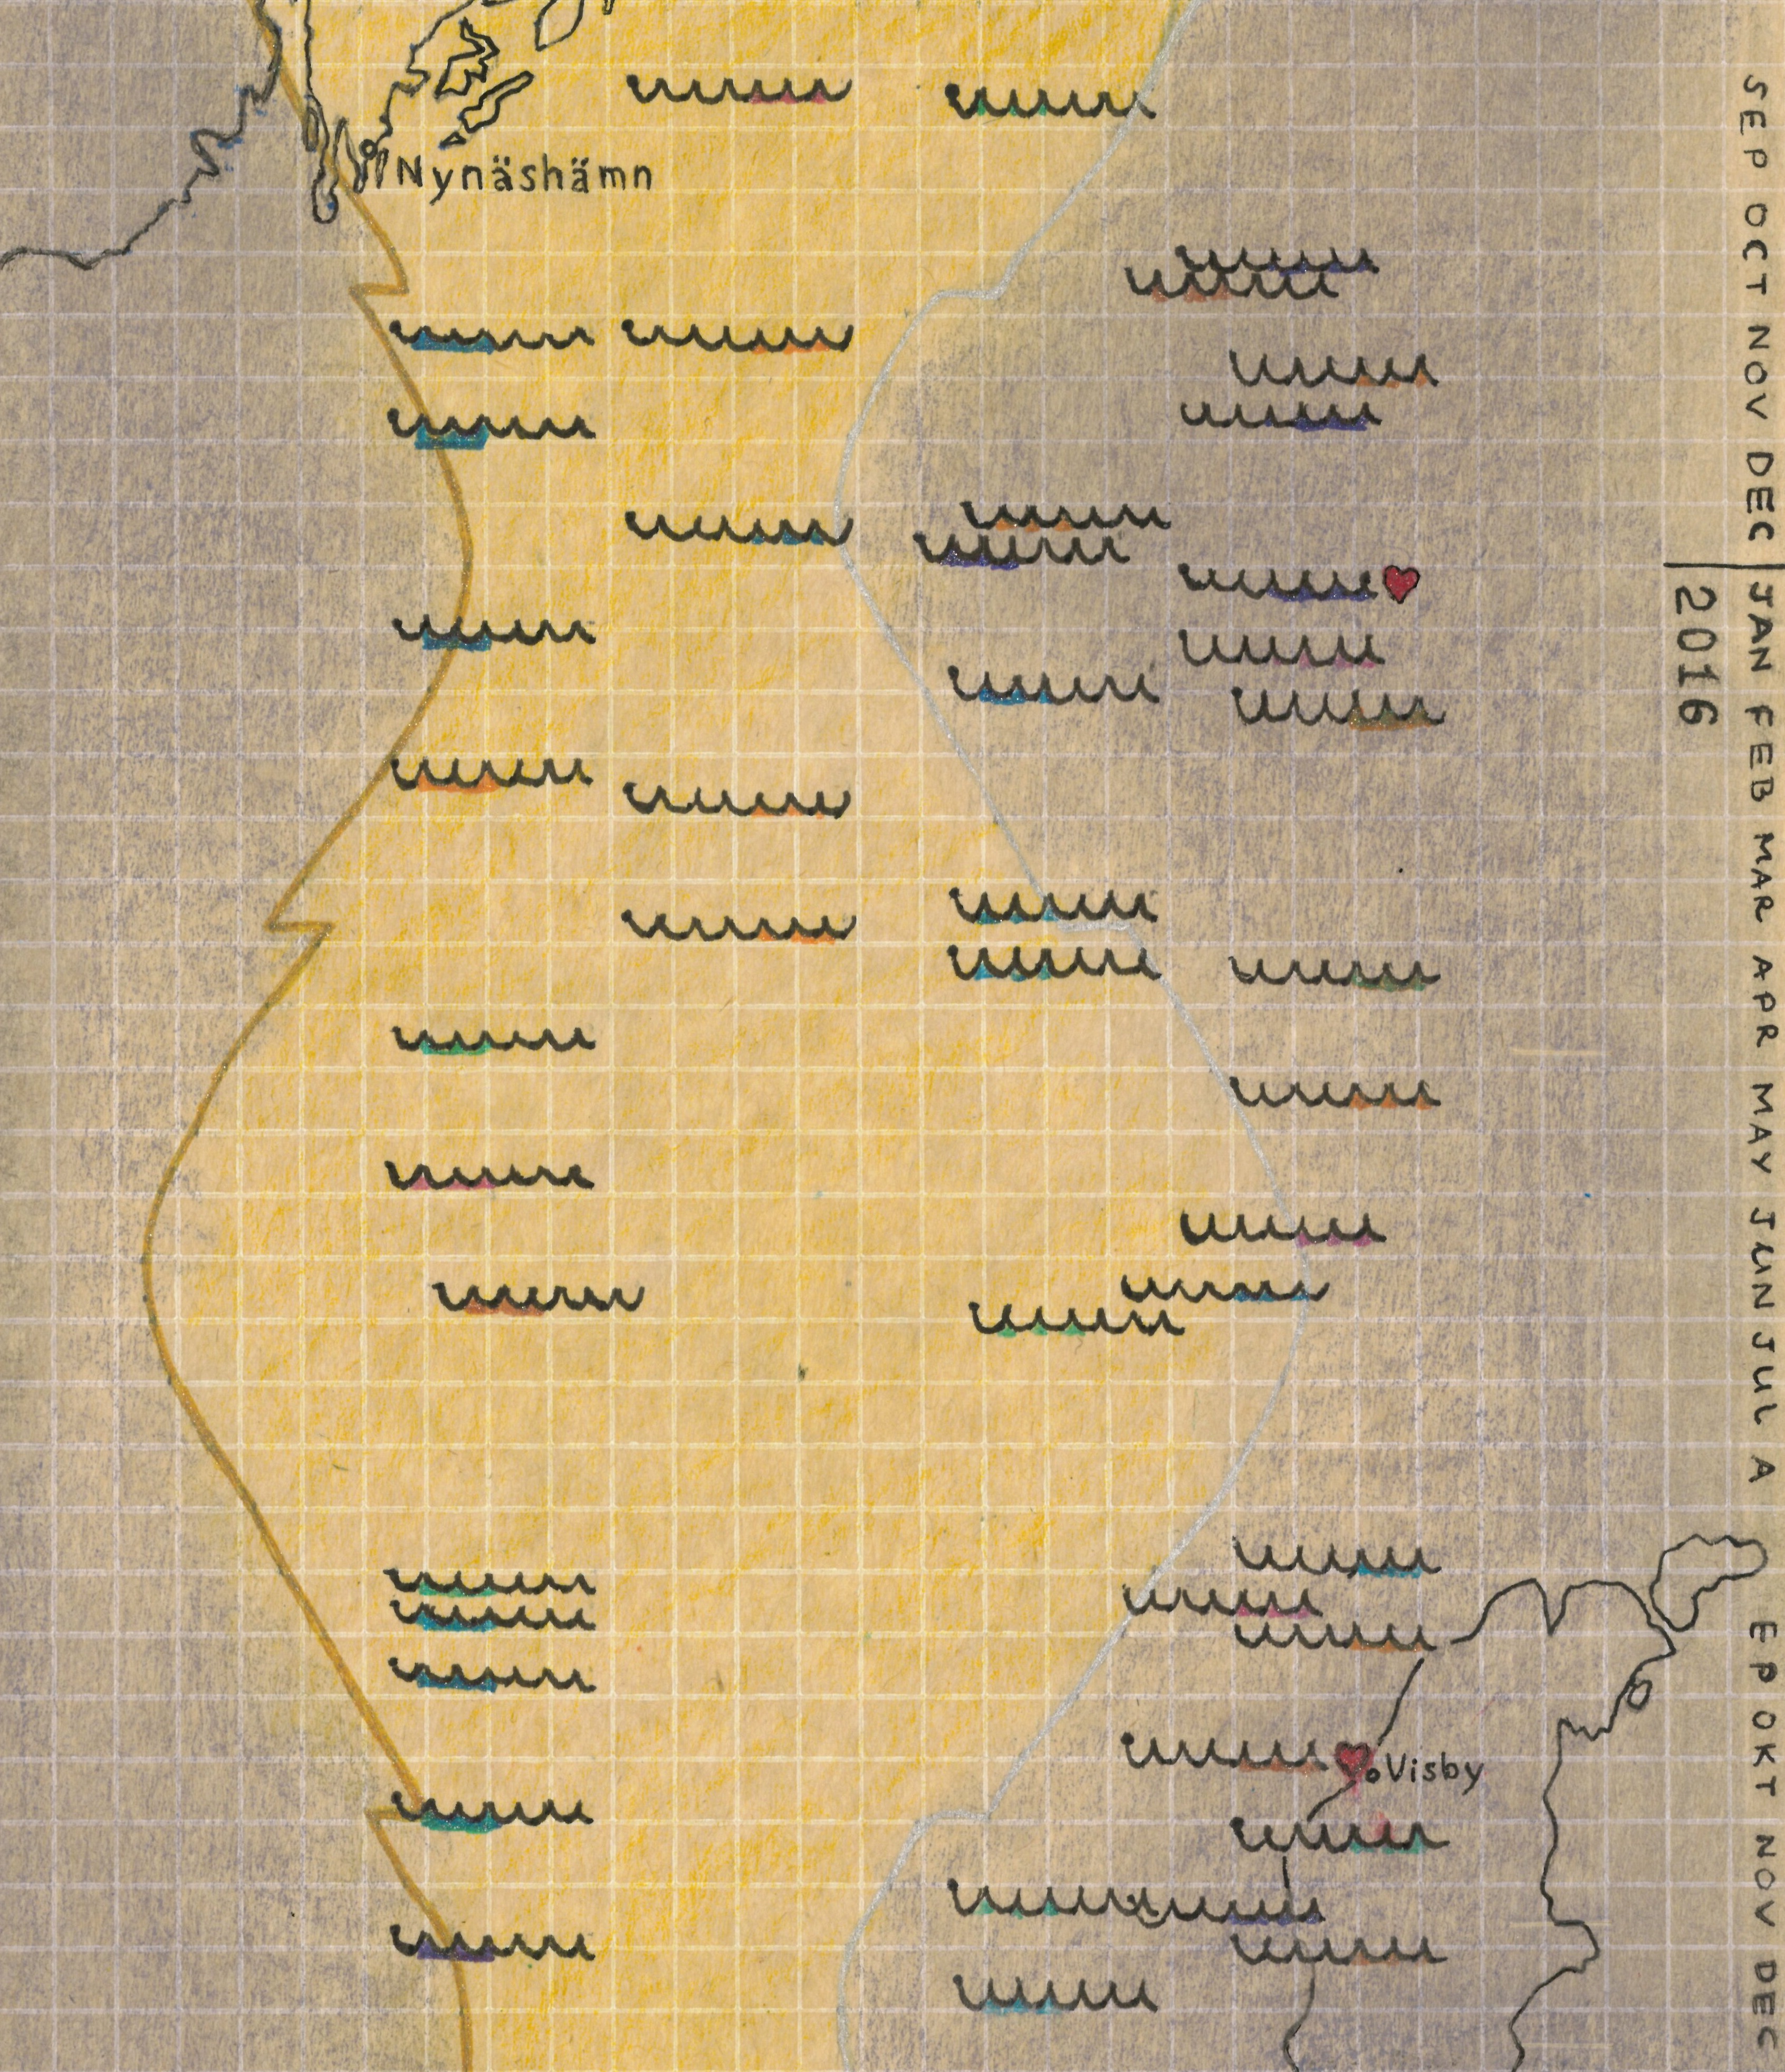 Nynäshämn
SEP OCT NOV DEC JAN FEB MAR APR MAY JUN JUL A
2016
Visby
EP OKT NOV DEC